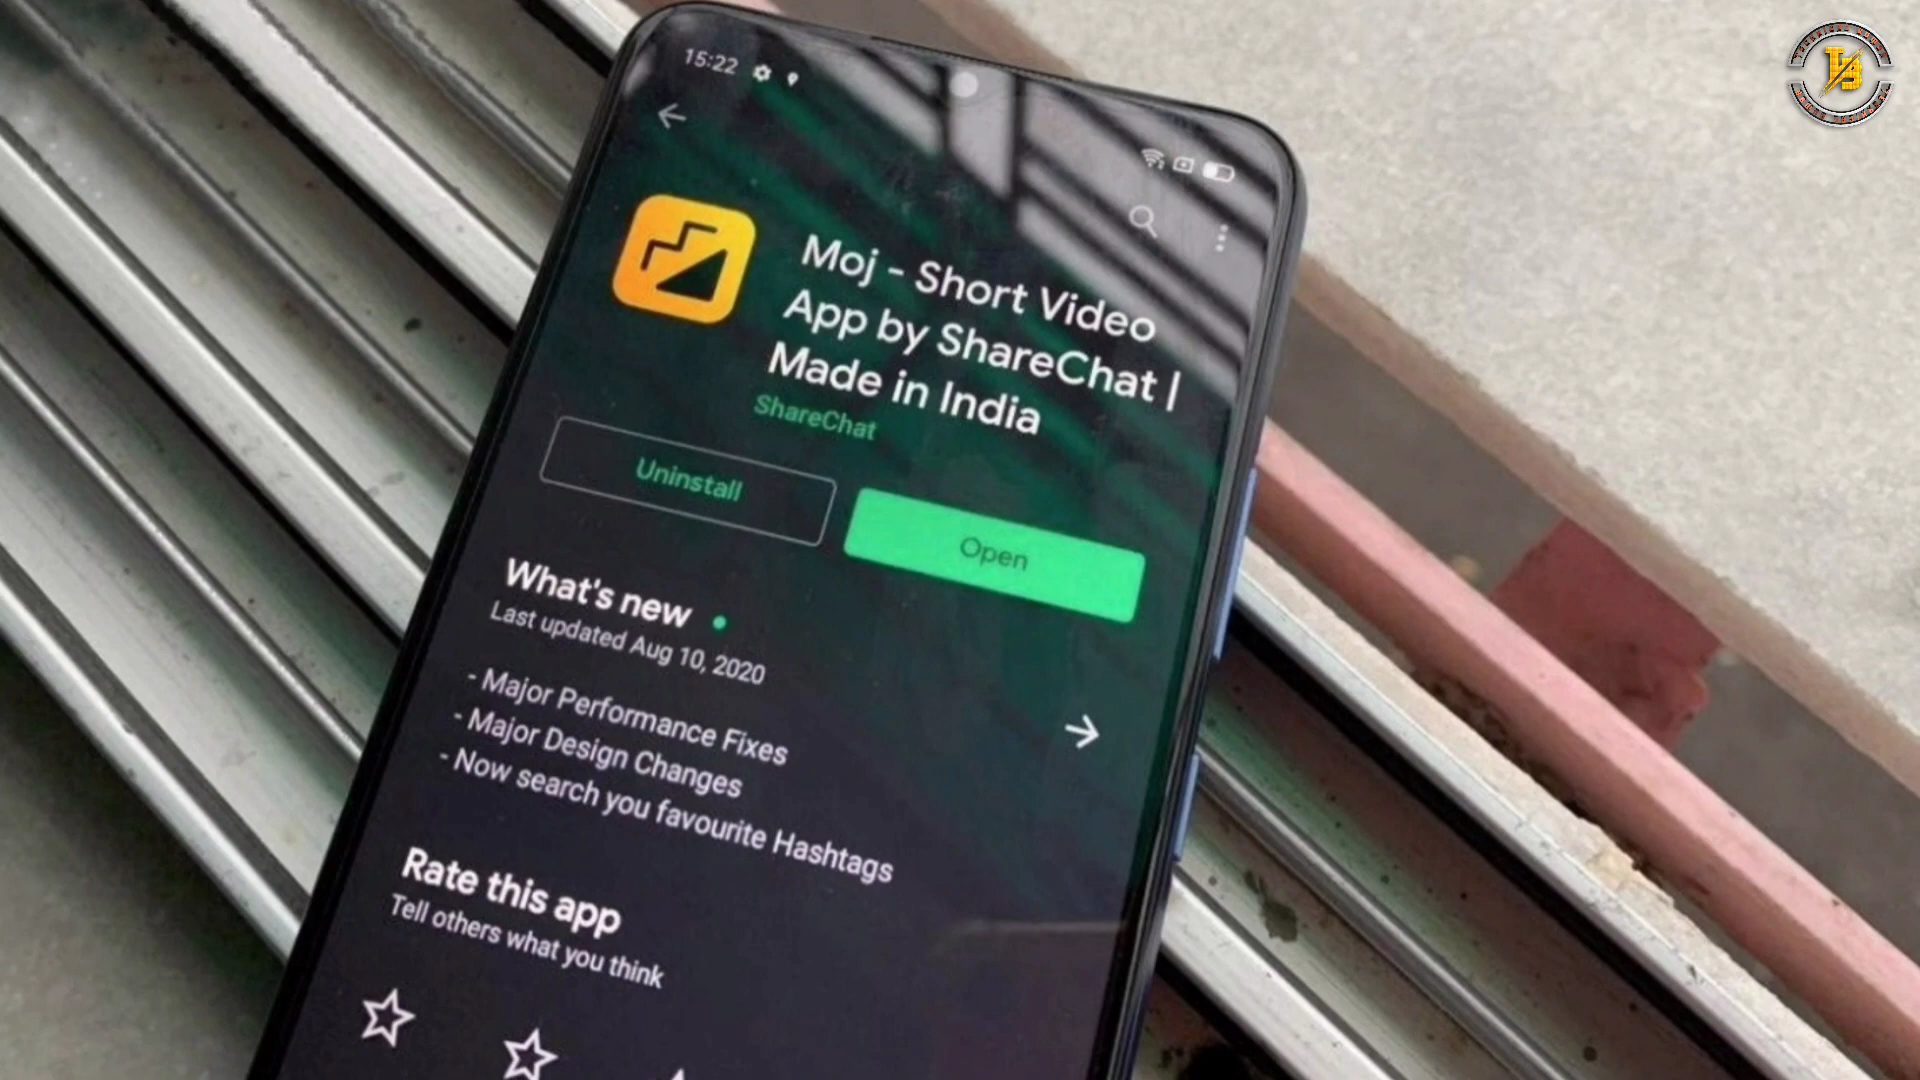 15:22
Moj - Short Video
App by ShareChat |
Made in India
ShareChat
Uninstall
Open
What's new
Last updated Aug 10, 2020
- Major Performance Fixes
- Major Design Changes
- Now search you favourite Hashtags
Rate this app
Tell others what you think